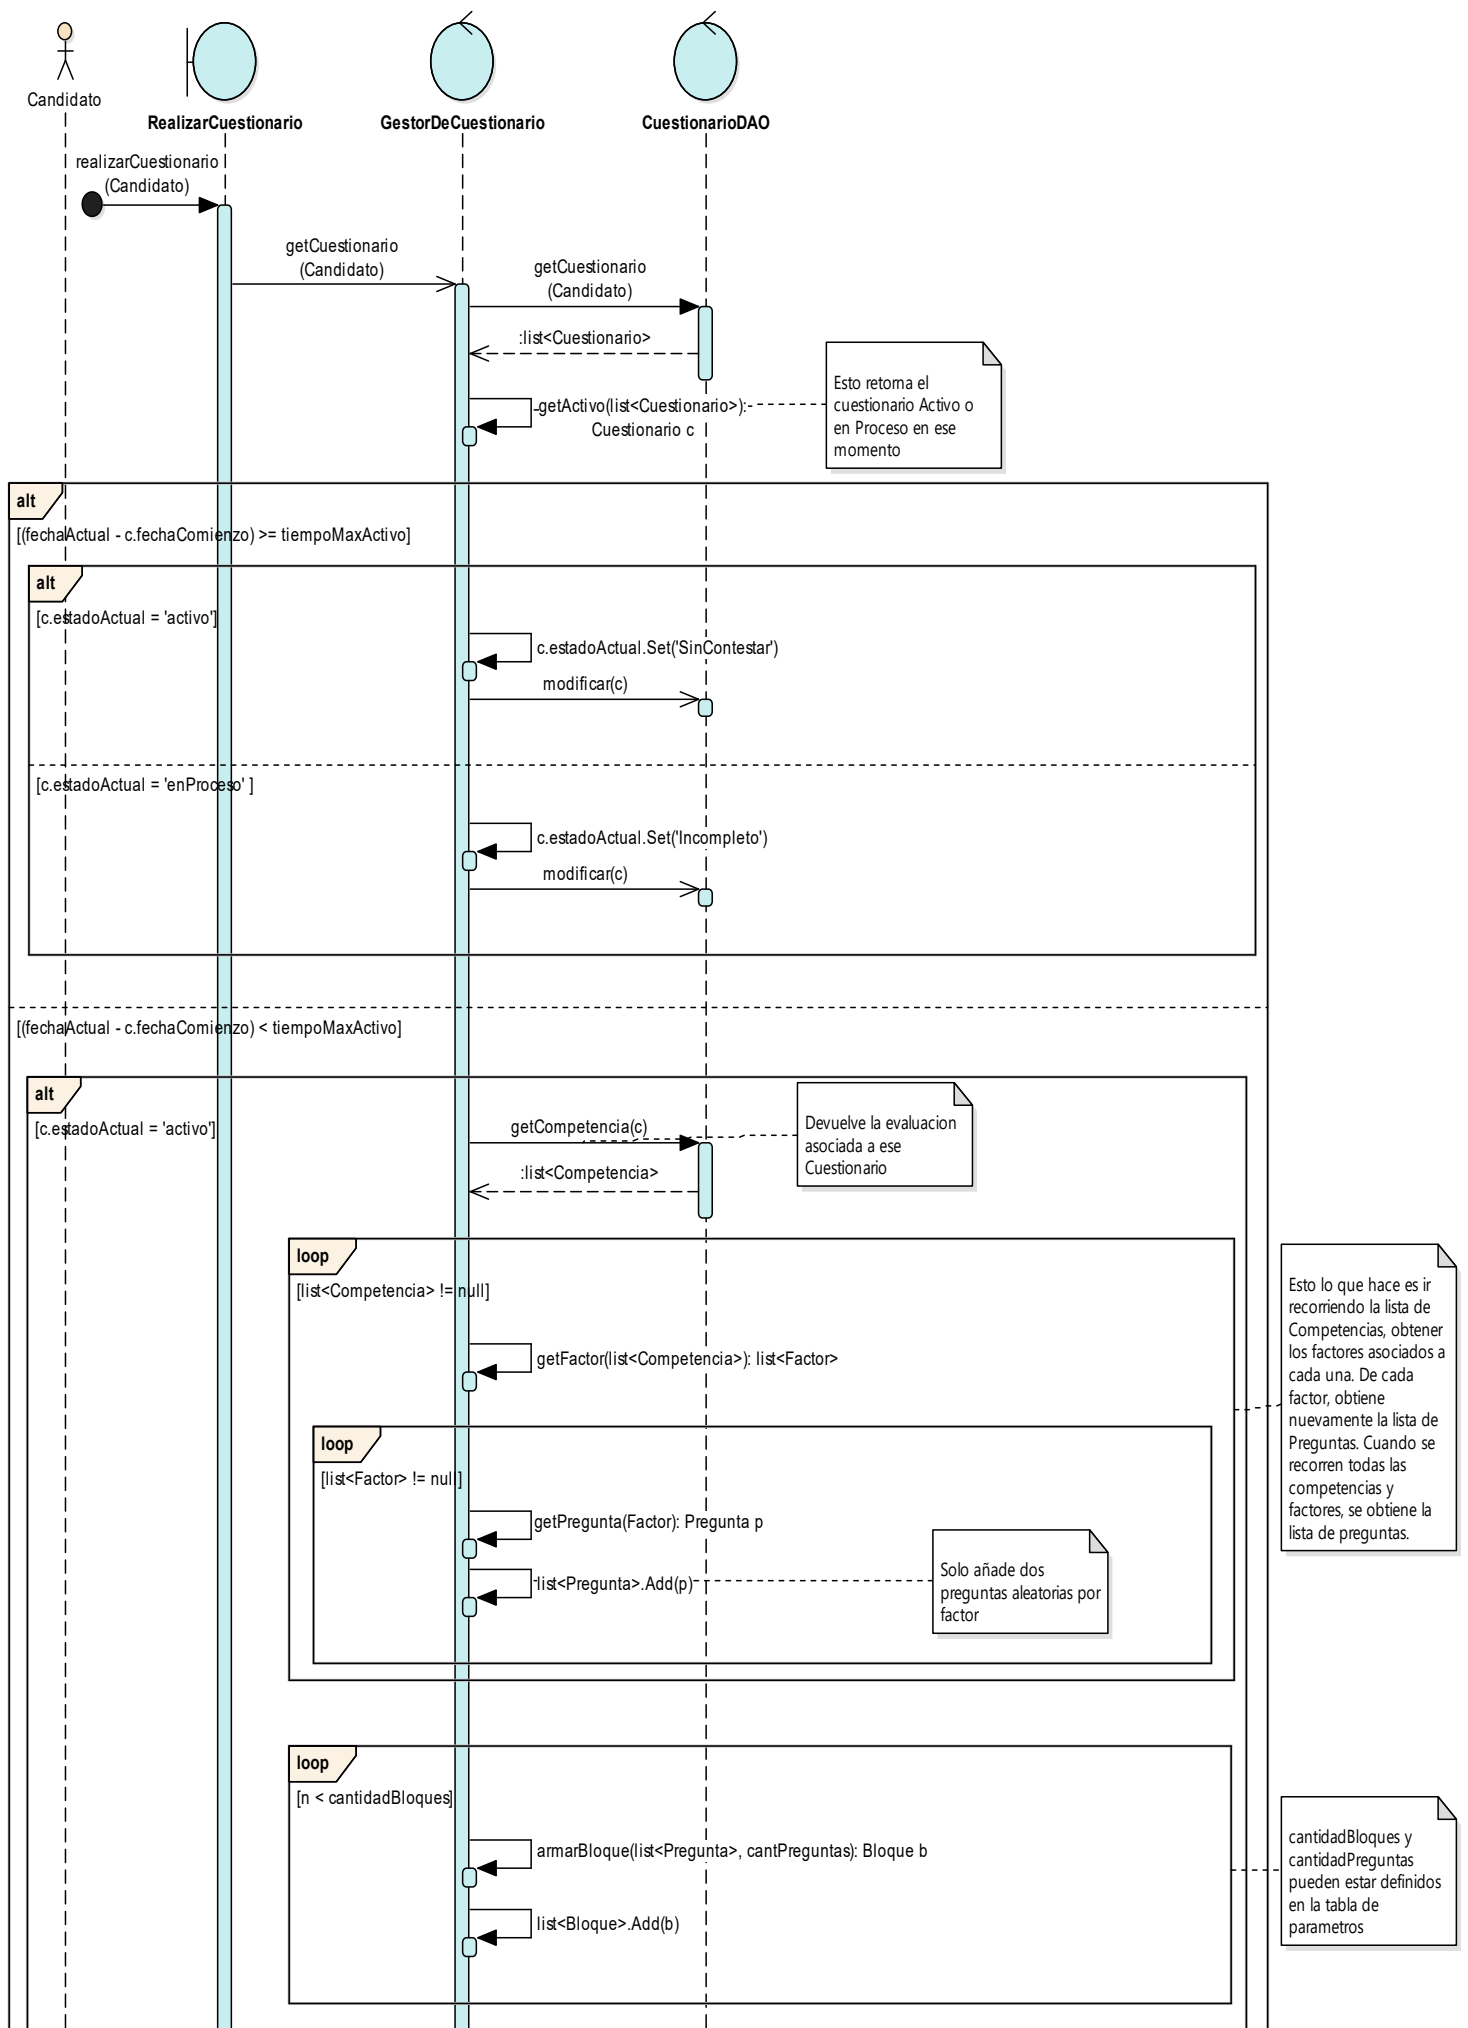 Candidato
RealizarCuestionario
GestorDeCuestionario
CuestionarioDAO
realizarCuestionario
(Candidato)
getCuestionario
(Candidato)
getCuestionario
(Candidato)
:list<Cuestionario>
getActivo(list<Cuestionario>):
Cuestionario c
Esto retorna el
cuestionario Activo o
en Proceso en ese
momento
alt
[(fechaActual - c.fechaComienzo) >= tiempoMaxActivo]
alt
[c.estadoActual = 'activo']
c.estadoActual.Set('SinContestar')
modificar(c)
[c.estadoActual = 'enProceso' ]
c.estadoActual.Set('Incompleto')
modificar(c)
[(fechaActual - c.fechaComienzo) < tiempoMaxActivo]
alt
[c.estadoActual = 'activo']
getCompetencia(c)
:list<Competencia>
Devuelve la evaluacion
asociada a ese
Cuestionario
loop
[list<Competencia> != null]
getFactor(list<Competencia>): list<Factor>
Esto lo que hace es ir
recorriendo la lista de
Competencias, obtener
los factores asociados a
cada una. De cada
factor, obtiene
nuevamente la lista de
Preguntas. Cuando se
recorren todas las
competencias y
factores, se obtiene la
lista de preguntas.
loop
[list<Factor> != null]
getPregunta(Factor): Pregunta p
list<Pregunta>.Add(p)
Solo añade dos
preguntas aleatorias por
factor
loop
[n < cantidadBloques]
armarBloque(list<Pregunta>, cantPreguntas): Bloque b
list<Bloque>.Add(b)
cantidadBloques y
cantidadPreguntas
pueden estar definidos
en la tabla de
parametros